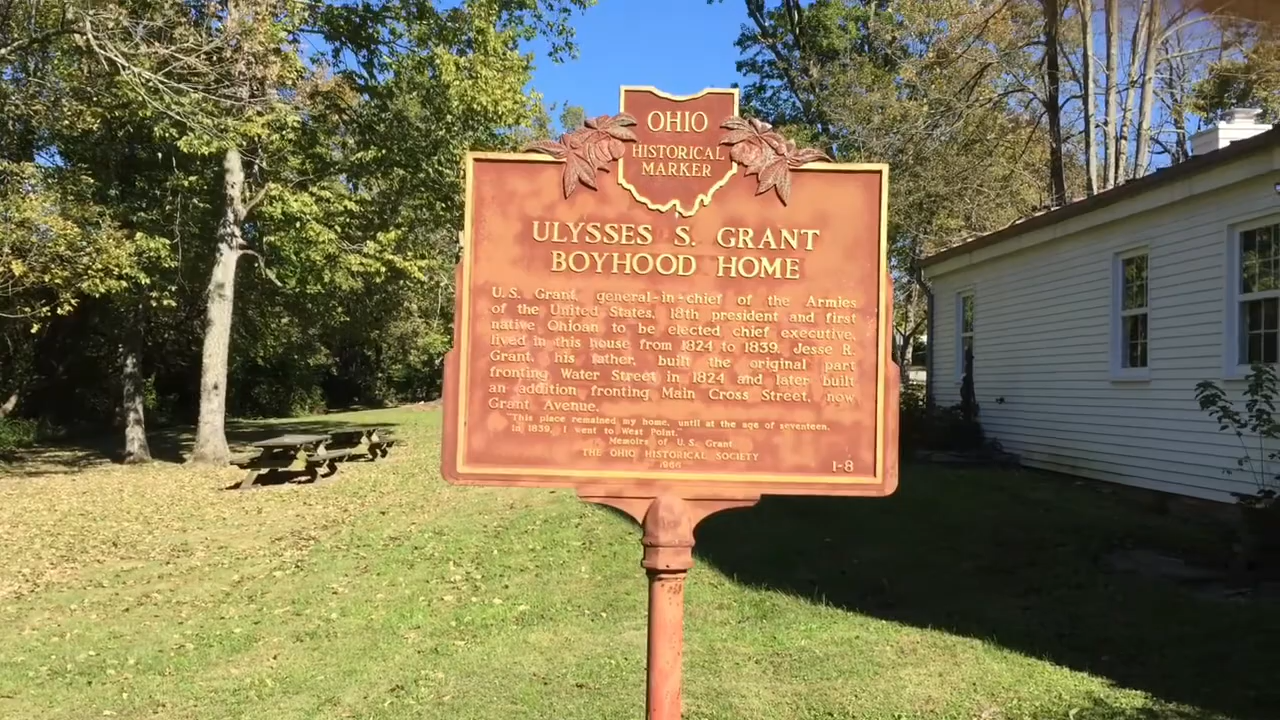 OHIO
HISTORICAL
MARKER
ULYSSES S. GRANT
BOYHOOD HOME
U.S. Grant, general-in-chief of the Armies
of the United States, 18th president and first
native Ohioan to be elected chief executive,
lived in this house from 1824 to 1839. Jesse R.
Grant, his father, built the original part
fronting Water Street in 1824 and later built
an addition fronting Main Cross Street, now
Grant Avenue.
"This place remained my home, until at the age of seventeen,
in 1839, I went to West Point."
Memoirs of U.S. Grant
THE OHIO HISTORICAL SOCIETY
1966
1-8